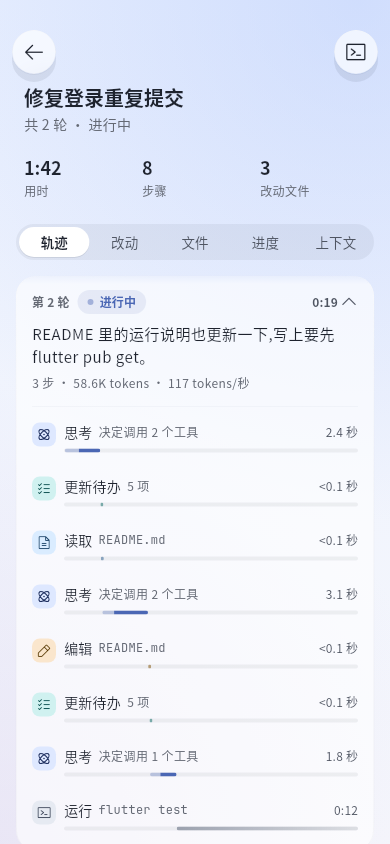 修复登录重复提交
共 2 轮 · 进行中
1:42 8 3
用时 步骤 改动文件
轨迹 改动 文件 进度 上下文
第 2 轮 进行中 0:19
README 里的运行说明也更新一下,写上要先
flutter pub get。
3 步 · 58.6K tokens · 117 tokens/秒
思考 决定调用 2 个工具 2.4 秒
更新待办 5 项 <0.1 秒
读取 README.md <0.1 秒
思考 决定调用 2 个工具 3.1 秒
编辑 README.md <0.1 秒
更新待办 5 项 <0.1 秒
思考 决定调用 1 个工具 1.8 秒
运行 flutter test 0:12